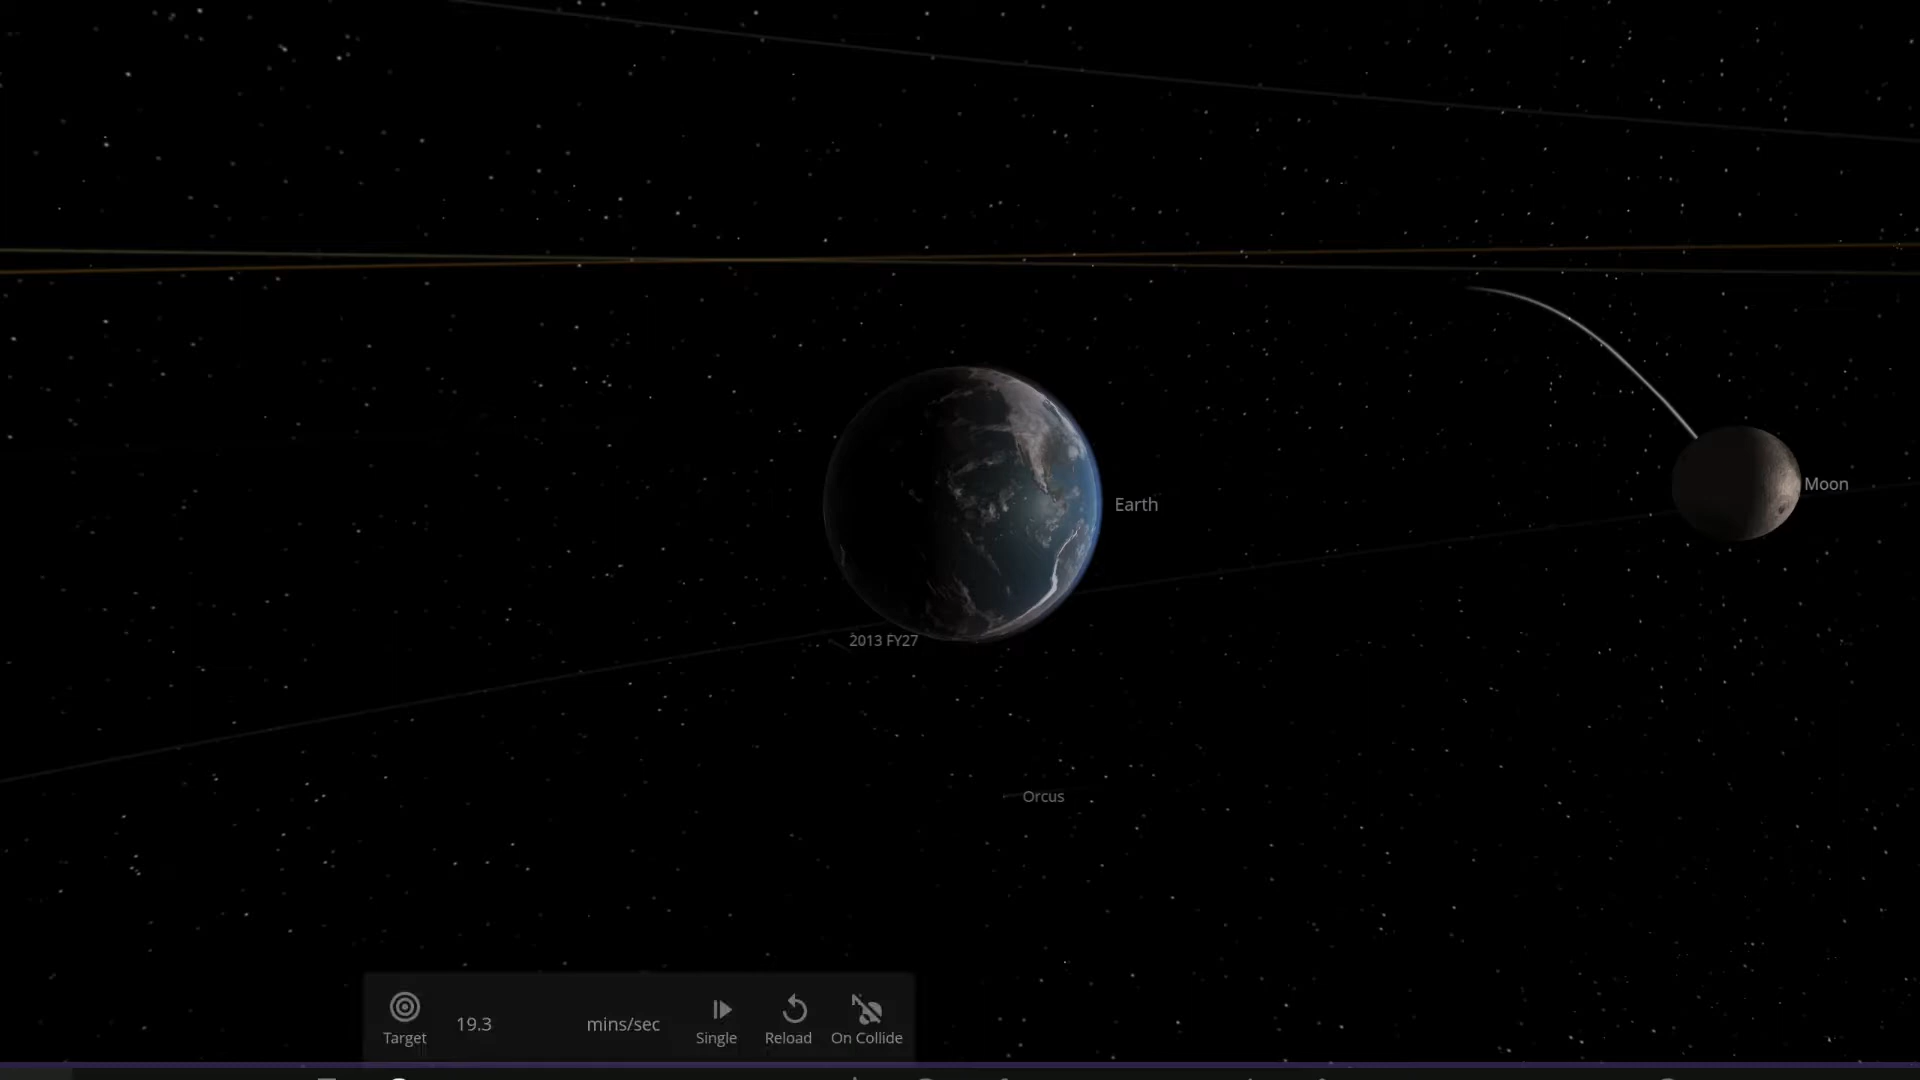 Moon
Earth
2013 FY27
Orcus
19.3 mins/sec
Target Single Reload On Collide